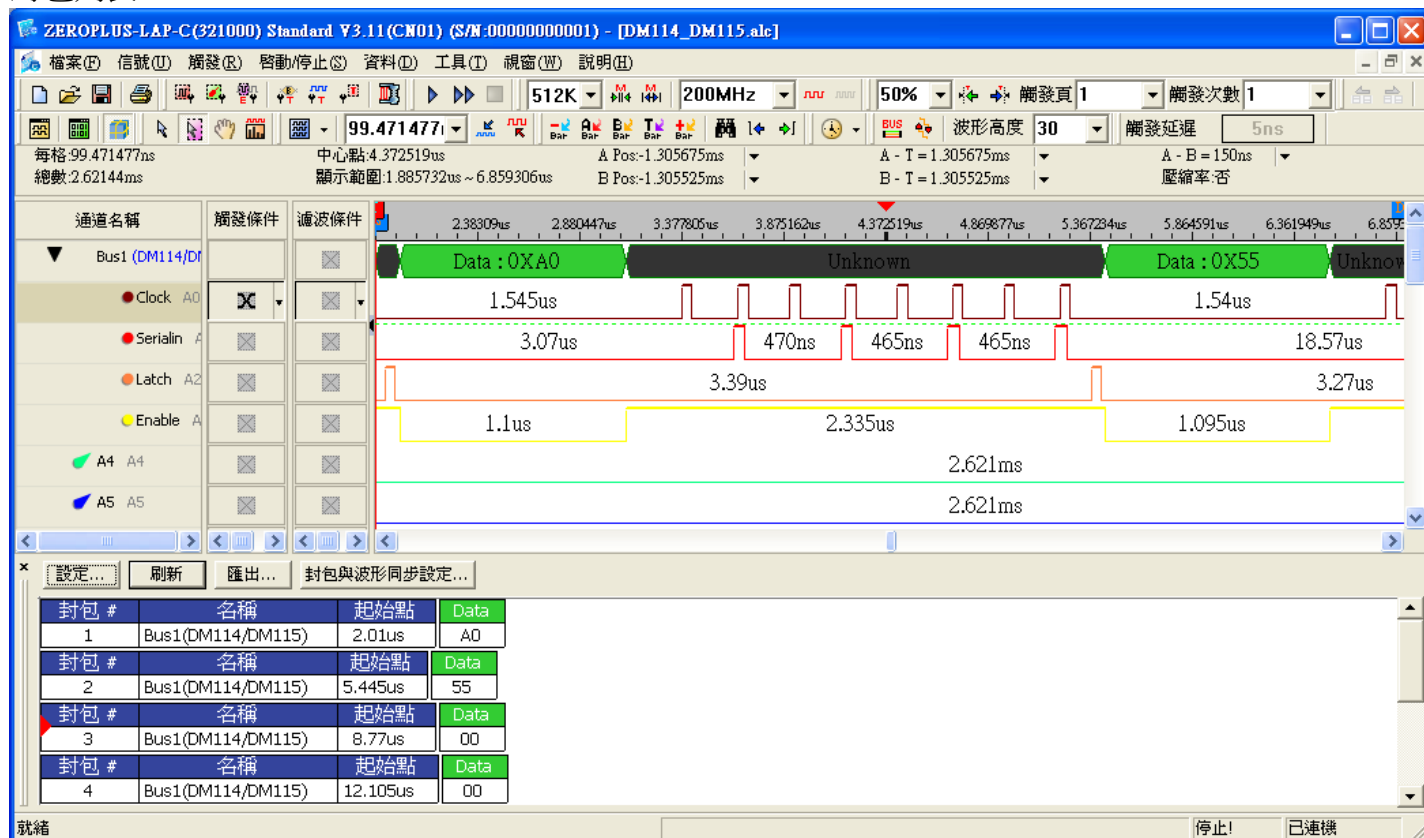 ZEROPLUS-LAP-C(321000) Standard V3.11(CN01) (S/N:00000000001) - [DM114_DM115.alc]
檔案(F) 信號(U) 觸發(R) 啟動/停止(S) 資料(D) 工具(T) 視窗(W) 說明(H)
512K 200MHz 50% 觸發頁 1 觸發次數 1
99.471477 Bar Bar Bar Bar Bar BUS 波形高度 30 觸發延遲 5ns
每格:99.471477ns 中心點:4.372519us A Pos:-1.305675ms A - T = 1.305675ms A - B = 150ns
總數:2.62144ms 顯示範圍:1.885732us ~ 6.859306us B Pos:-1.305525ms B - T = 1.305525ms 壓縮率:否
通道名稱 觸發條件 濾波條件 2.38309us 2.880447us 3.377805us 3.875162us 4.372519us 4.869877us 5.367234us 5.864591us 6.361949us 6.859
Bus1 (DM114/DM Data : 0XA0 Unknown Data : 0X55 Unknow
Clock A0 1.545us 1.54us
Serialin A 3.07us 470ns 465ns 465ns 18.57us
Latch A2 3.39us 3.27us
Enable A 1.1us 2.335us 1.095us
A4 A4 2.621ms
A5 A5 2.621ms
設定... 刷新 匯出... 封包與波形同步設定...
封包 # 名稱 起始點 Data
1 Bus1(DM114/DM115) 2.01us A0
封包 # 名稱 起始點 Data
2 Bus1(DM114/DM115) 5.445us 55
封包 # 名稱 起始點 Data
3 Bus1(DM114/DM115) 8.77us 00
封包 # 名稱 起始點 Data
4 Bus1(DM114/DM115) 12.105us 00
就緒 停止! 已連機